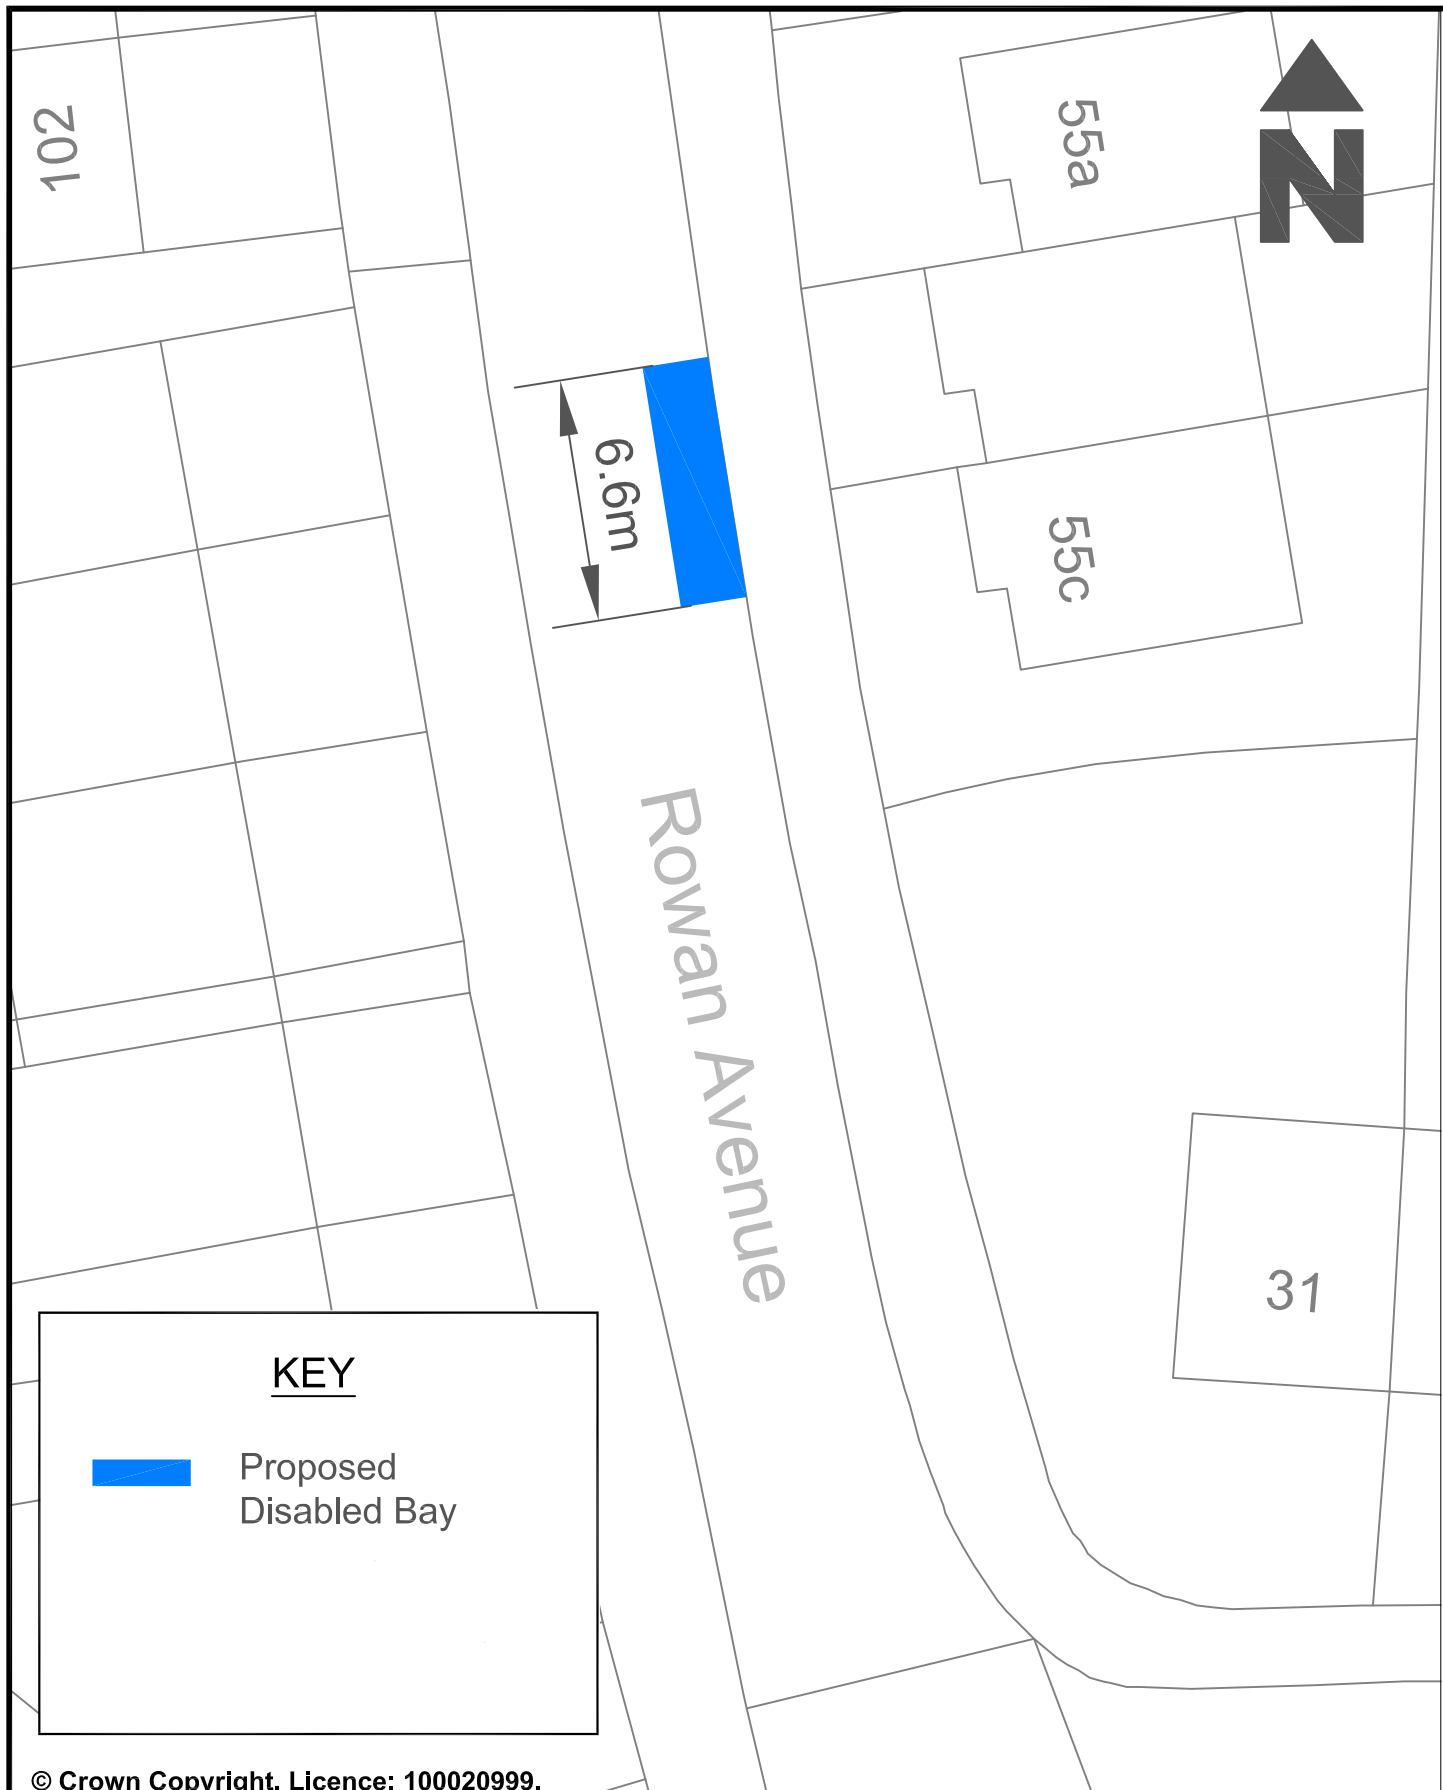 102
55a
N
6.6m
55c
Rowan Avenue
31
KEY
Proposed
Disabled Bay
© Crown Copyright. Licence: 100020999.